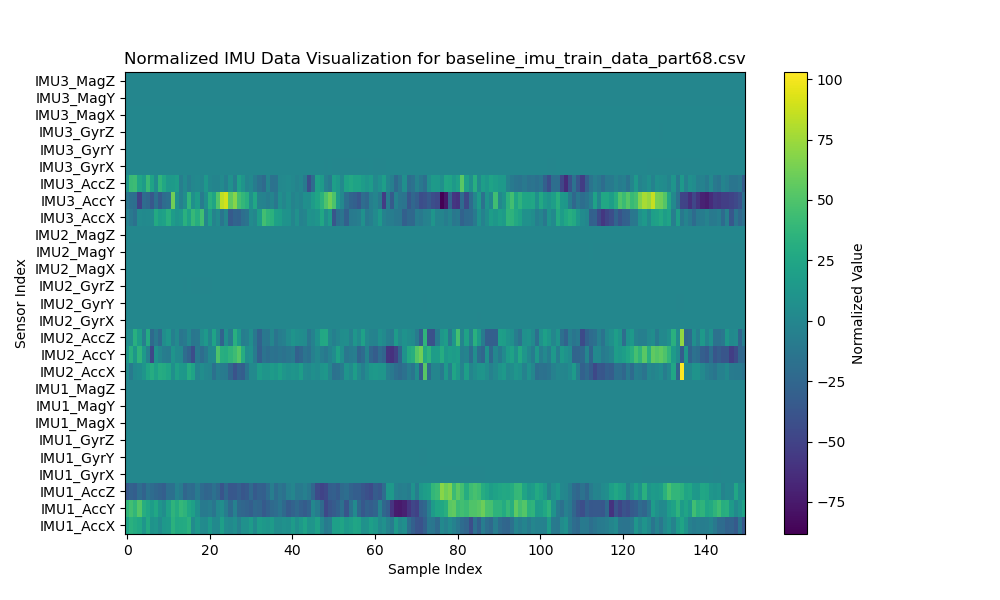 Normalized IMU Data Visualization for baseline_imu_train_data_part68.csv
IMU3_MagZ
IMU3_MagY
IMU3_MagX
IMU3_GyrZ
IMU3_GyrY
IMU3_GyrX
IMU3_AccZ
IMU3_AccY
IMU3_AccX
IMU2_MagZ
IMU2_MagY
IMU2_MagX
IMU2_GyrZ
IMU2_GyrY
IMU2_GyrX
IMU2_AccZ
IMU2_AccY
IMU2_AccX
IMU1_MagZ
IMU1_MagY
IMU1_MagX
IMU1_GyrZ
IMU1_GyrY
IMU1_GyrX
IMU1_AccZ
IMU1_AccY
IMU1_AccX
Sensor Index
0 20 40 60 80 100 120 140
Sample Index
100
75
50
25
0
−25
−50
−75
Normalized Value